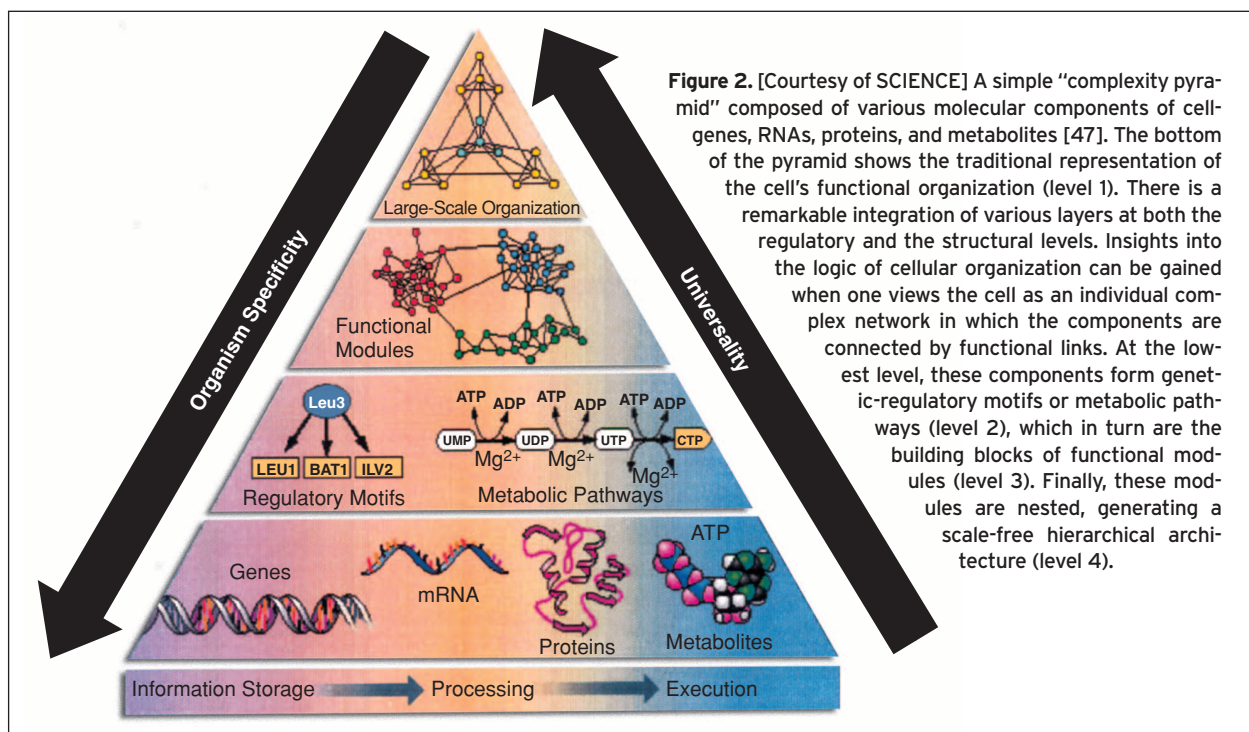 Figure 2. [Courtesy of SCIENCE] A simple “complexity pyra-
mid” composed of various molecular components of cell-
genes, RNAs, proteins, and metabolites [47]. The bottom
of the pyramid shows the traditional representation of
the cell’s functional organization (level 1). There is a
remarkable integration of various layers at both the
regulatory and the structural levels. Insights into
the logic of cellular organization can be gained
when one views the cell as an individual com-
plex network in which the components are
connected by functional links. At the low-
est level, these components form genet-
ic-regulatory motifs or metabolic path-
ways (level 2), which in turn are the
building blocks of functional mod-
ules (level 3). Finally, these mod-
ules are nested, generating a
scale-free hierarchical archi-
tecture (level 4).
Organism Specificity
Universality
Large-Scale Organization
Functional
Modules
Leu3
LEU1 BAT1 ILV2
Regulatory Motifs
ATP ADP ATP ADP ATP ADP
UMP UDP UTP CTP
Mg2+ Mg2+ Mg2+
Metabolic Pathways
Genes
mRNA
Proteins
ATP
Metabolites
Information Storage Processing Execution